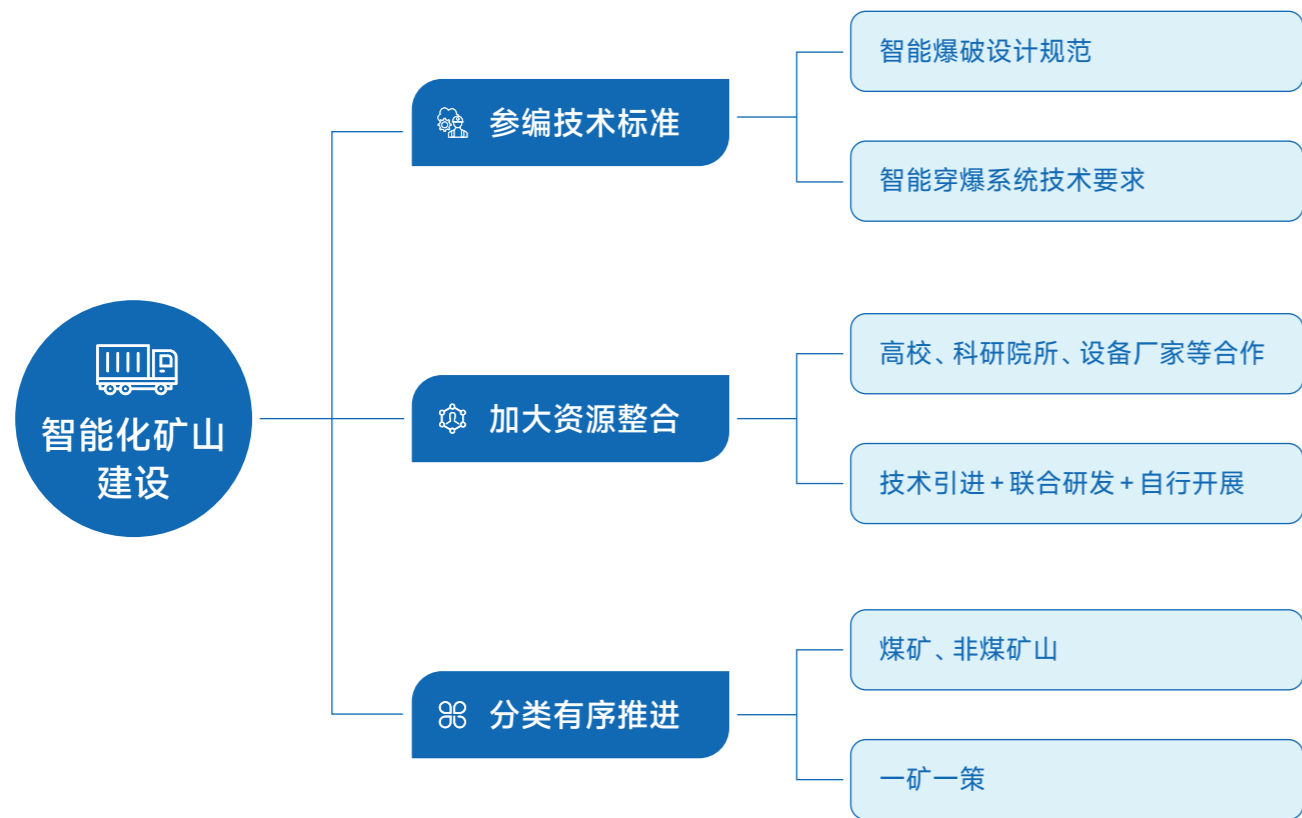 智能化矿山
建设
参编技术标准
智能爆破设计规范
智能穿爆系统技术要求
加大资源整合
高校、科研院所、设备厂家等合作
技术引进+联合研发+自行开展
分类有序推进
煤矿、非煤矿山
一矿一策